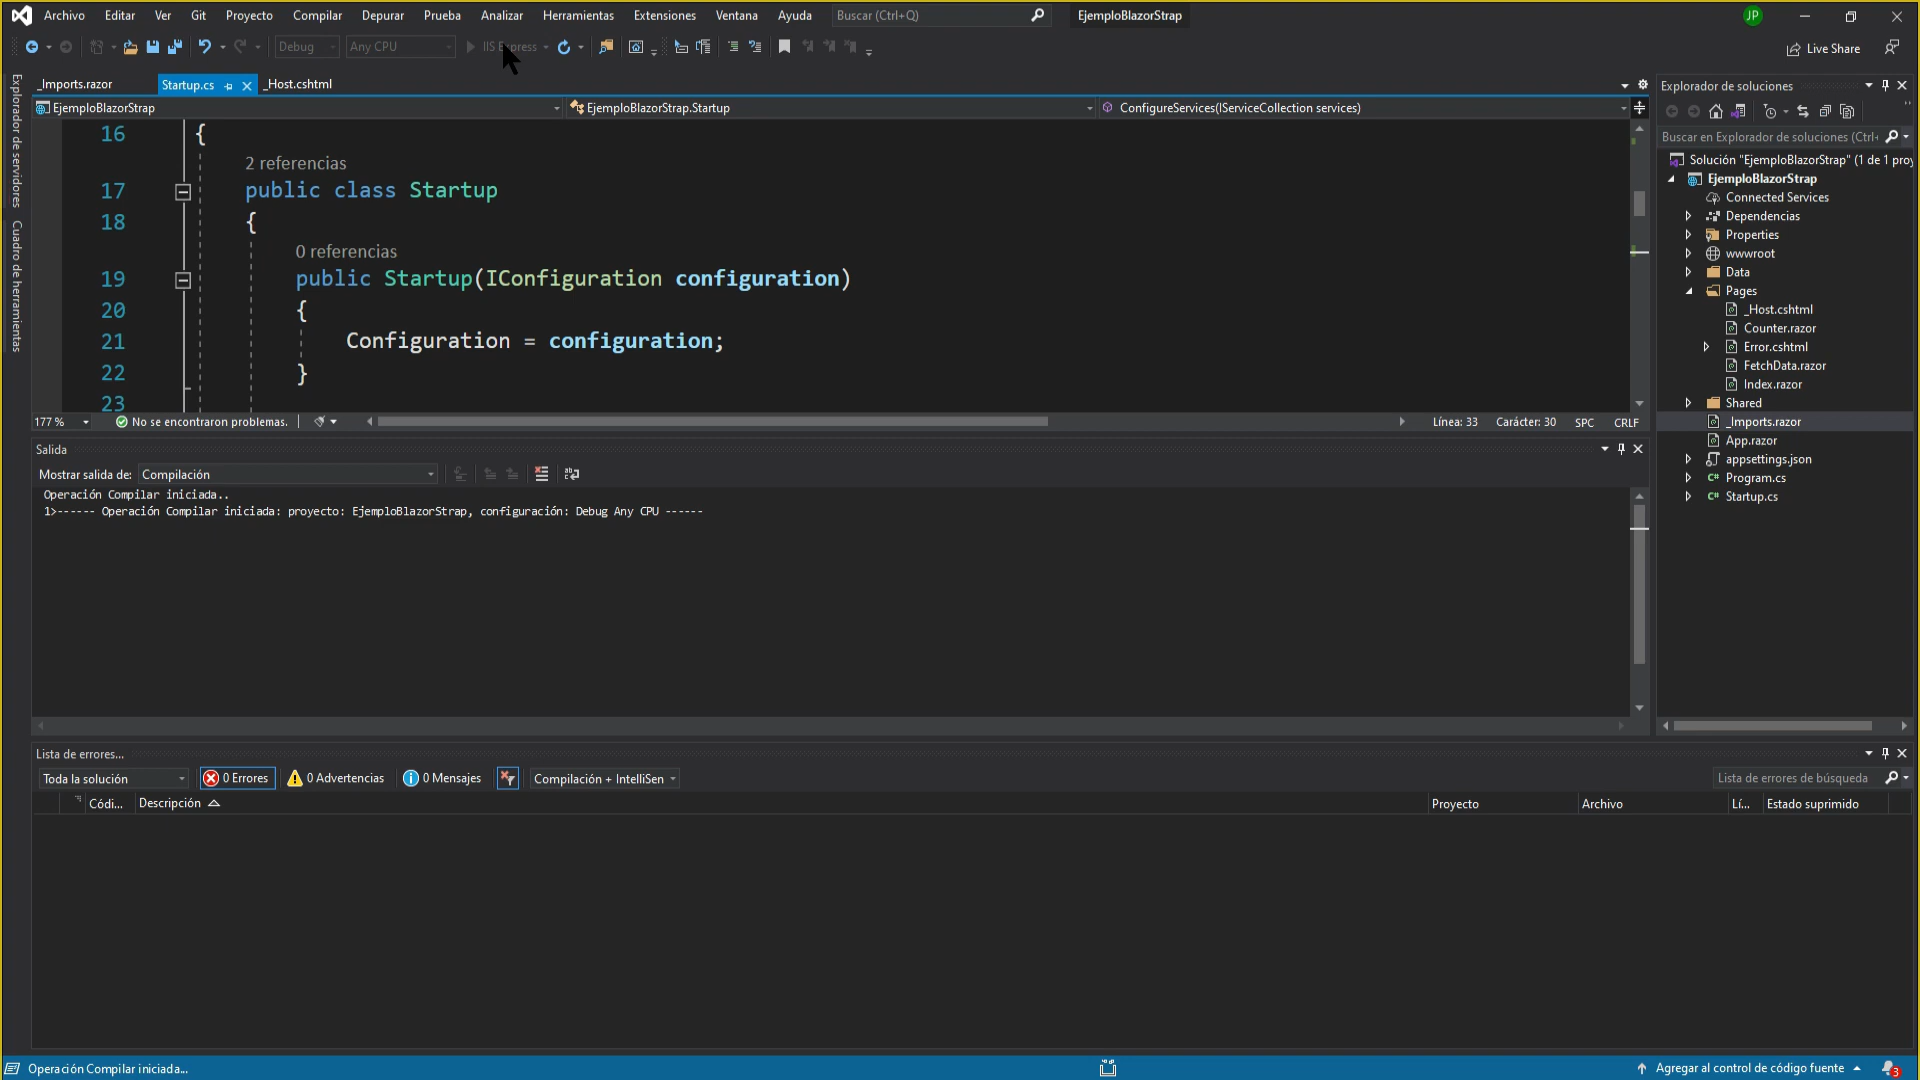 Archivo Editar Ver Git Proyecto Compilar Depurar Prueba Analizar Herramientas Extensiones Ventana Ayuda Buscar (Ctrl+Q) EjemploBlazorStrap JP
Debug Any CPU IIS Express Live Share
_Imports.razor Startup.cs _Host.cshtml
EjemploBlazorStrap EjemploBlazorStrap.Startup ConfigureServices(IServiceCollection services)
Explorador de servidores
Cuadro de herramientas
16 {
2 referencias
17 public class Startup
18 {
0 referencias
19 public Startup(IConfiguration configuration)
20 {
21 Configuration = configuration;
22 }
23
177 % No se encontraron problemas. Línea: 33 Carácter: 30 SPC CRLF
Salida
Mostrar salida de: Compilación
Operación Compilar iniciada..
1>------ Operación Compilar iniciada: proyecto: EjemploBlazorStrap, configuración: Debug Any CPU ------
Explorador de soluciones
Buscar en Explorador de soluciones (Ctrl+
Solución "EjemploBlazorStrap" (1 de 1 proy
EjemploBlazorStrap
Connected Services
Dependencias
Properties
wwwroot
Data
Pages
_Host.cshtml
Counter.razor
Error.cshtml
FetchData.razor
Index.razor
Shared
_Imports.razor
App.razor
appsettings.json
C# Program.cs
C# Startup.cs
Lista de errores...
Toda la solución 0 Errores 0 Advertencias 0 Mensajes Compilación + IntelliSen Lista de errores de búsqueda
Códi... Descripción Proyecto Archivo Lí... Estado suprimido
Operación Compilar iniciada... Agregar al control de código fuente 3